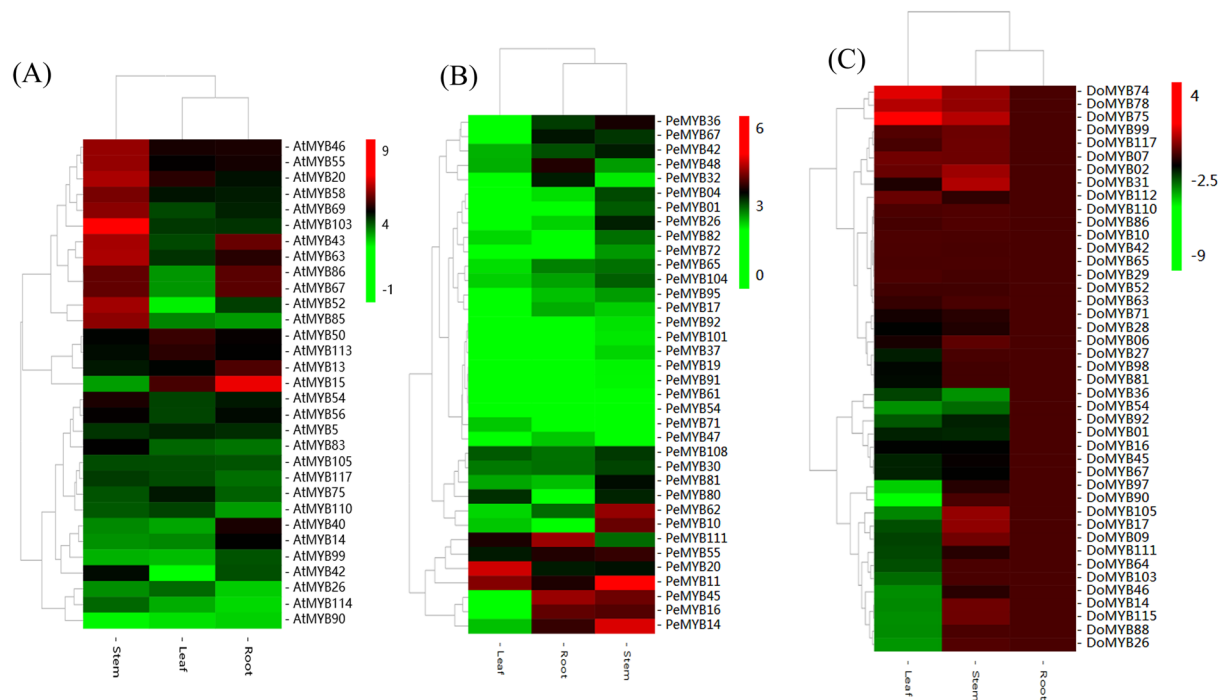 (A)
AtMYB46
AtMYB55
AtMYB20
AtMYB58
AtMYB69
AtMYB103
AtMYB43
AtMYB63
AtMYB86
AtMYB67
AtMYB52
AtMYB85
AtMYB50
AtMYB113
AtMYB13
AtMYB15
AtMYB54
AtMYB56
AtMYB5
AtMYB83
AtMYB105
AtMYB117
AtMYB75
AtMYB110
AtMYB40
AtMYB14
AtMYB99
AtMYB42
AtMYB26
AtMYB114
AtMYB90
9
4
-1
Stem
Leaf
Root
(B)
PeMYB36
PeMYB67
PeMYB42
PeMYB48
PeMYB32
PeMYB04
PeMYB01
PeMYB26
PeMYB82
PeMYB72
PeMYB65
PeMYB104
PeMYB95
PeMYB17
PeMYB92
PeMYB101
PeMYB37
PeMYB19
PeMYB91
PeMYB61
PeMYB54
PeMYB71
PeMYB47
PeMYB108
PeMYB30
PeMYB81
PeMYB80
PeMYB62
PeMYB10
PeMYB111
PeMYB55
PeMYB20
PeMYB11
PeMYB45
PeMYB16
PeMYB14
6
3
0
Leaf
Root
Stem
(C)
DoMYB74
DoMYB78
DoMYB75
DoMYB99
DoMYB117
DoMYB07
DoMYB02
DoMYB31
DoMYB112
DoMYB110
DoMYB86
DoMYB10
DoMYB42
DoMYB65
DoMYB29
DoMYB52
DoMYB63
DoMYB71
DoMYB28
DoMYB06
DoMYB27
DoMYB98
DoMYB81
DoMYB36
DoMYB54
DoMYB92
DoMYB01
DoMYB16
DoMYB45
DoMYB67
DoMYB97
DoMYB90
DoMYB105
DoMYB17
DoMYB09
DoMYB111
DoMYB64
DoMYB103
DoMYB46
DoMYB14
DoMYB115
DoMYB88
DoMYB26
4
-2.5
-9
Leaf
Stem
Root